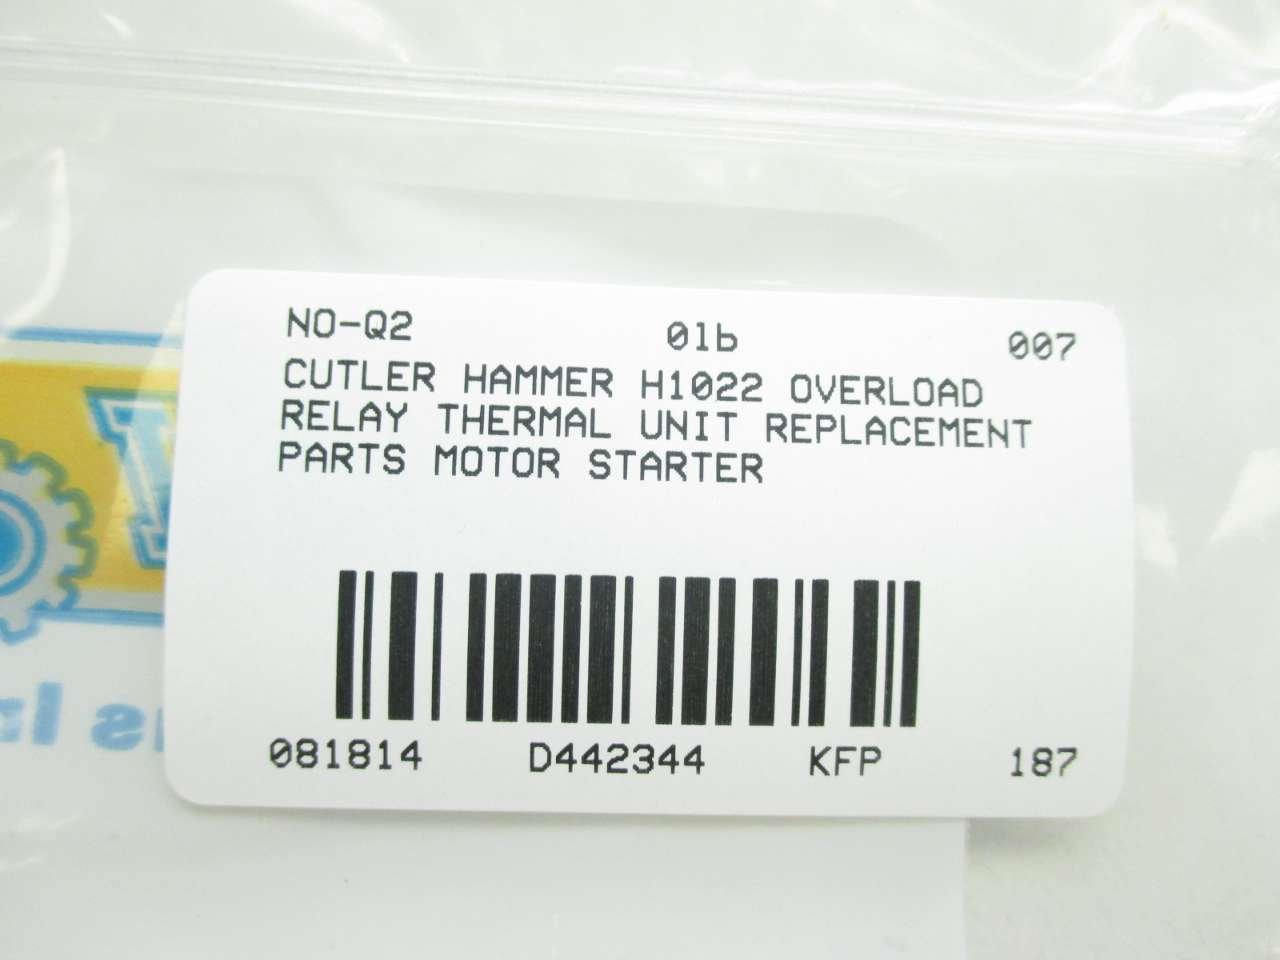 NO-Q2 01b 007
CUTLER HAMMER H1022 OVERLOAD
RELAY THERMAL UNIT REPLACEMENT
PARTS MOTOR STARTER
081814 D442344 KFP 187